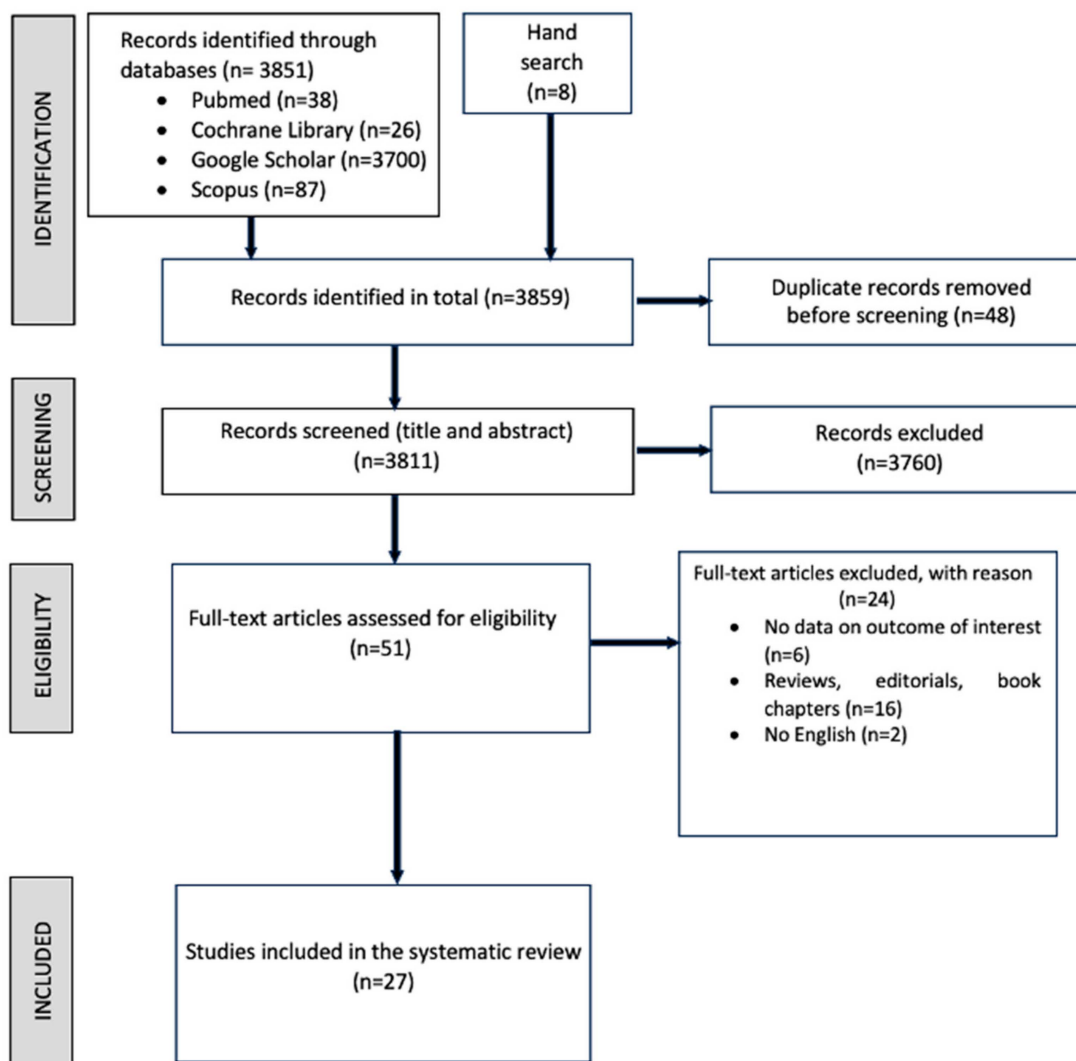 IDENTIFICATION
Records identified through
databases (n= 3851)
• Pubmed (n=38)
• Cochrane Library (n=26)
• Google Scholar (n=3700)
• Scopus (n=87)
Hand
search
(n=8)
Records identified in total (n=3859)
Duplicate records removed
before screening (n=48)
SCREENING
Records screened (title and abstract)
(n=3811)
Records excluded
(n=3760)
ELIGIBILITY
Full-text articles assessed for eligibility
(n=51)
Full-text articles excluded, with reason
(n=24)
• No data on outcome of interest
(n=6)
• Reviews, editorials, book
chapters (n=16)
• No English (n=2)
INCLUDED
Studies included in the systematic review
(n=27)